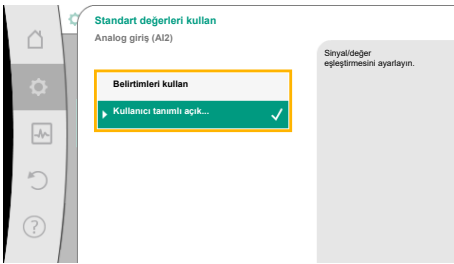 Standart değerleri kullan
Analog giriş (AI2)
Sinyal/değer
eşleştirmesini ayarlayın.
Belirtimleri kullan
Kullanıcı tanımlı açık...
?